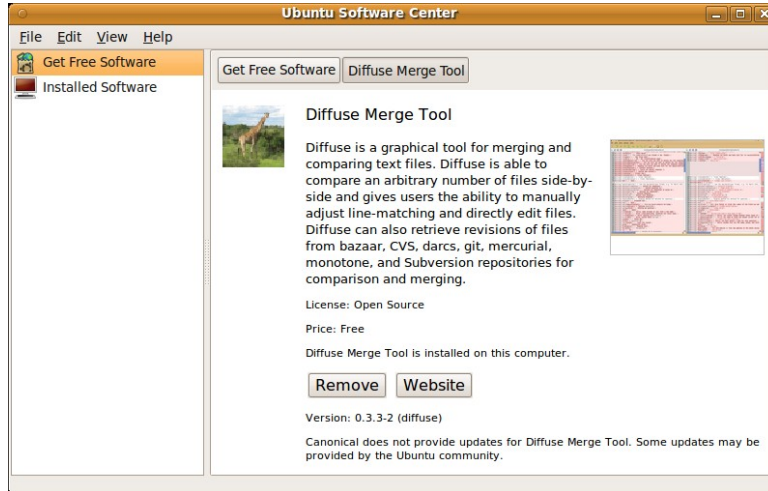 Ubuntu Software Center
File Edit View Help
Get Free Software
Installed Software
Get Free Software Diffuse Merge Tool
Diffuse Merge Tool
Diffuse is a graphical tool for merging and
comparing text files. Diffuse is able to
compare an arbitrary number of files side-by-
side and gives users the ability to manually
adjust line-matching and directly edit files.
Diffuse can also retrieve revisions of files
from bazaar, CVS, darcs, git, mercurial,
monotone, and Subversion repositories for
comparison and merging.
License: Open Source
Price: Free
Diffuse Merge Tool is installed on this computer.
Remove Website
Version: 0.3.3-2 (diffuse)
Canonical does not provide updates for Diffuse Merge Tool. Some updates may be
provided by the Ubuntu community.